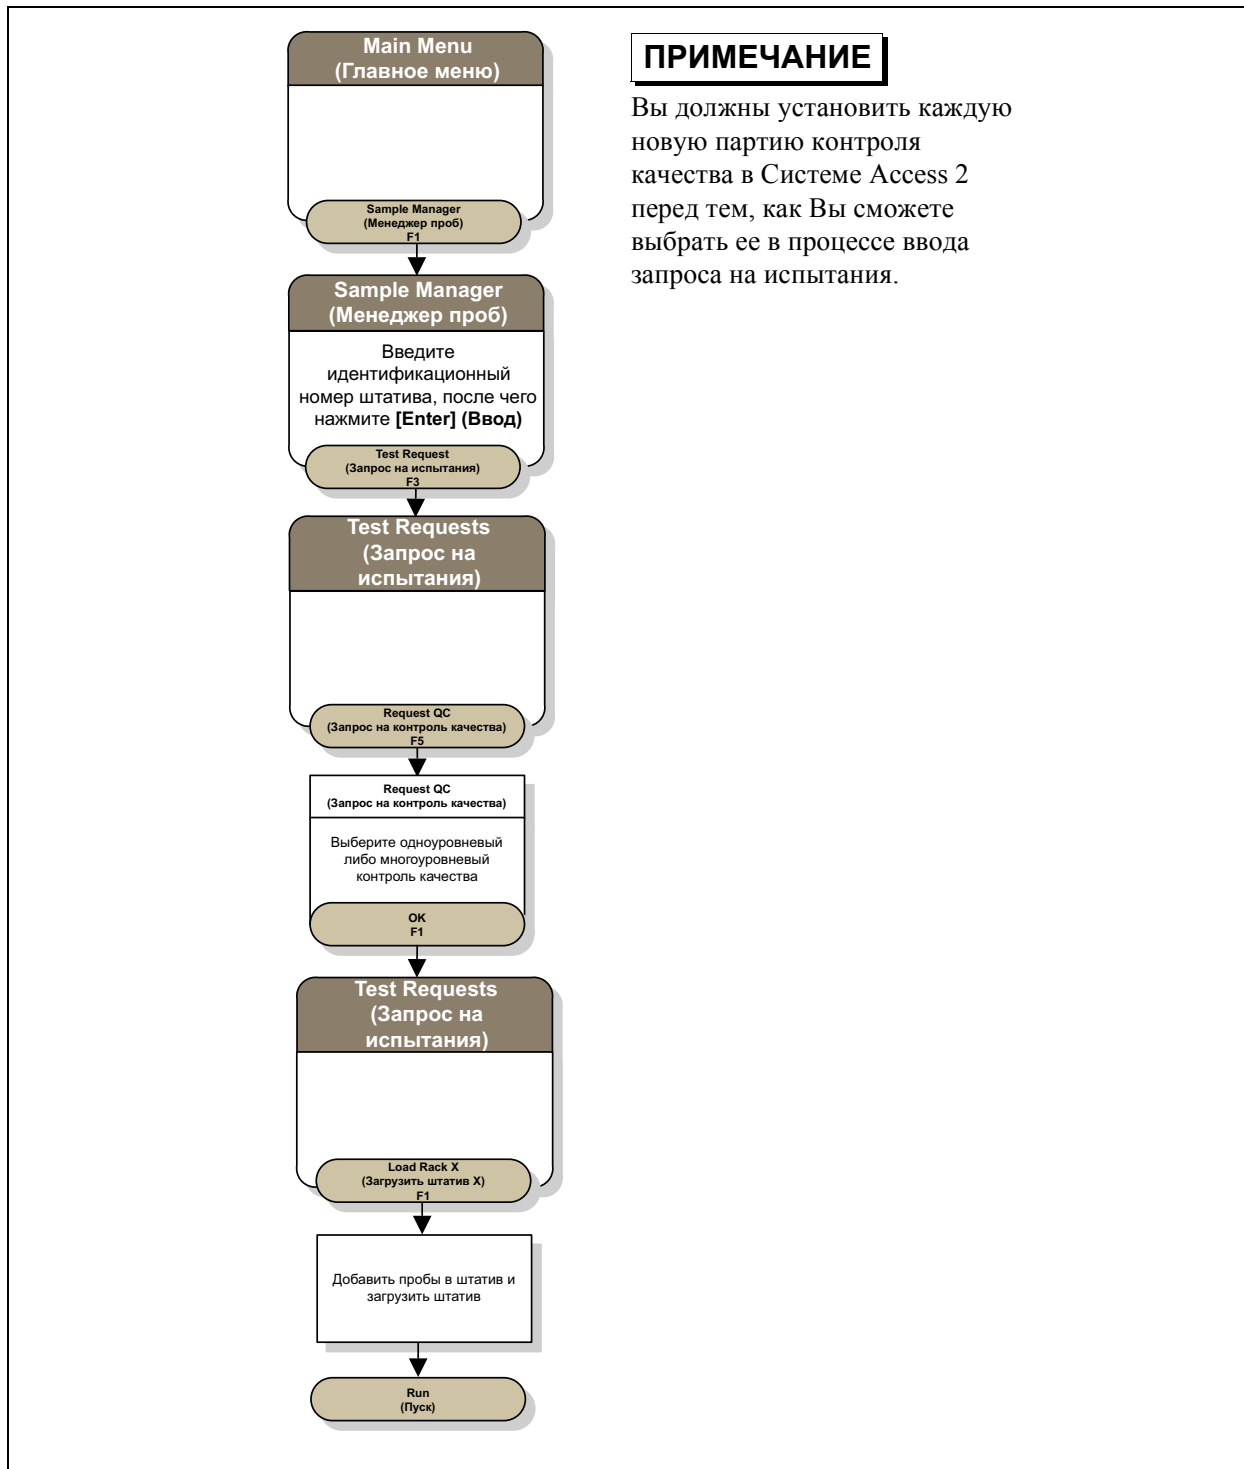 Main Menu
(Главное меню)
Sample Manager
(Менеджер проб)
F1
Sample Manager
(Менеджер проб)
Введите
идентификационный
номер штатива, после чего
нажмите [Enter] (Ввод)
Test Request
(Запрос на испытания)
F3
Test Requests
(Запрос на
испытания)
Request QC
(Запрос на контроль качества)
F5
Request QC
(Запрос на контроль качества)
Выберите одноуровневый
либо многоуровневый
контроль качества
OK
F1
Test Requests
(Запрос на
испытания)
Load Rack X
(Загрузить штатив X)
F1
Добавить пробы в штатив и
загрузить штатив
Run
(Пуск)
ПРИМЕЧАНИЕ
Вы должны установить каждую
новую партию контроля
качества в Системе Access 2
перед тем, как Вы сможете
выбрать ее в процессе ввода
запроса на испытания.